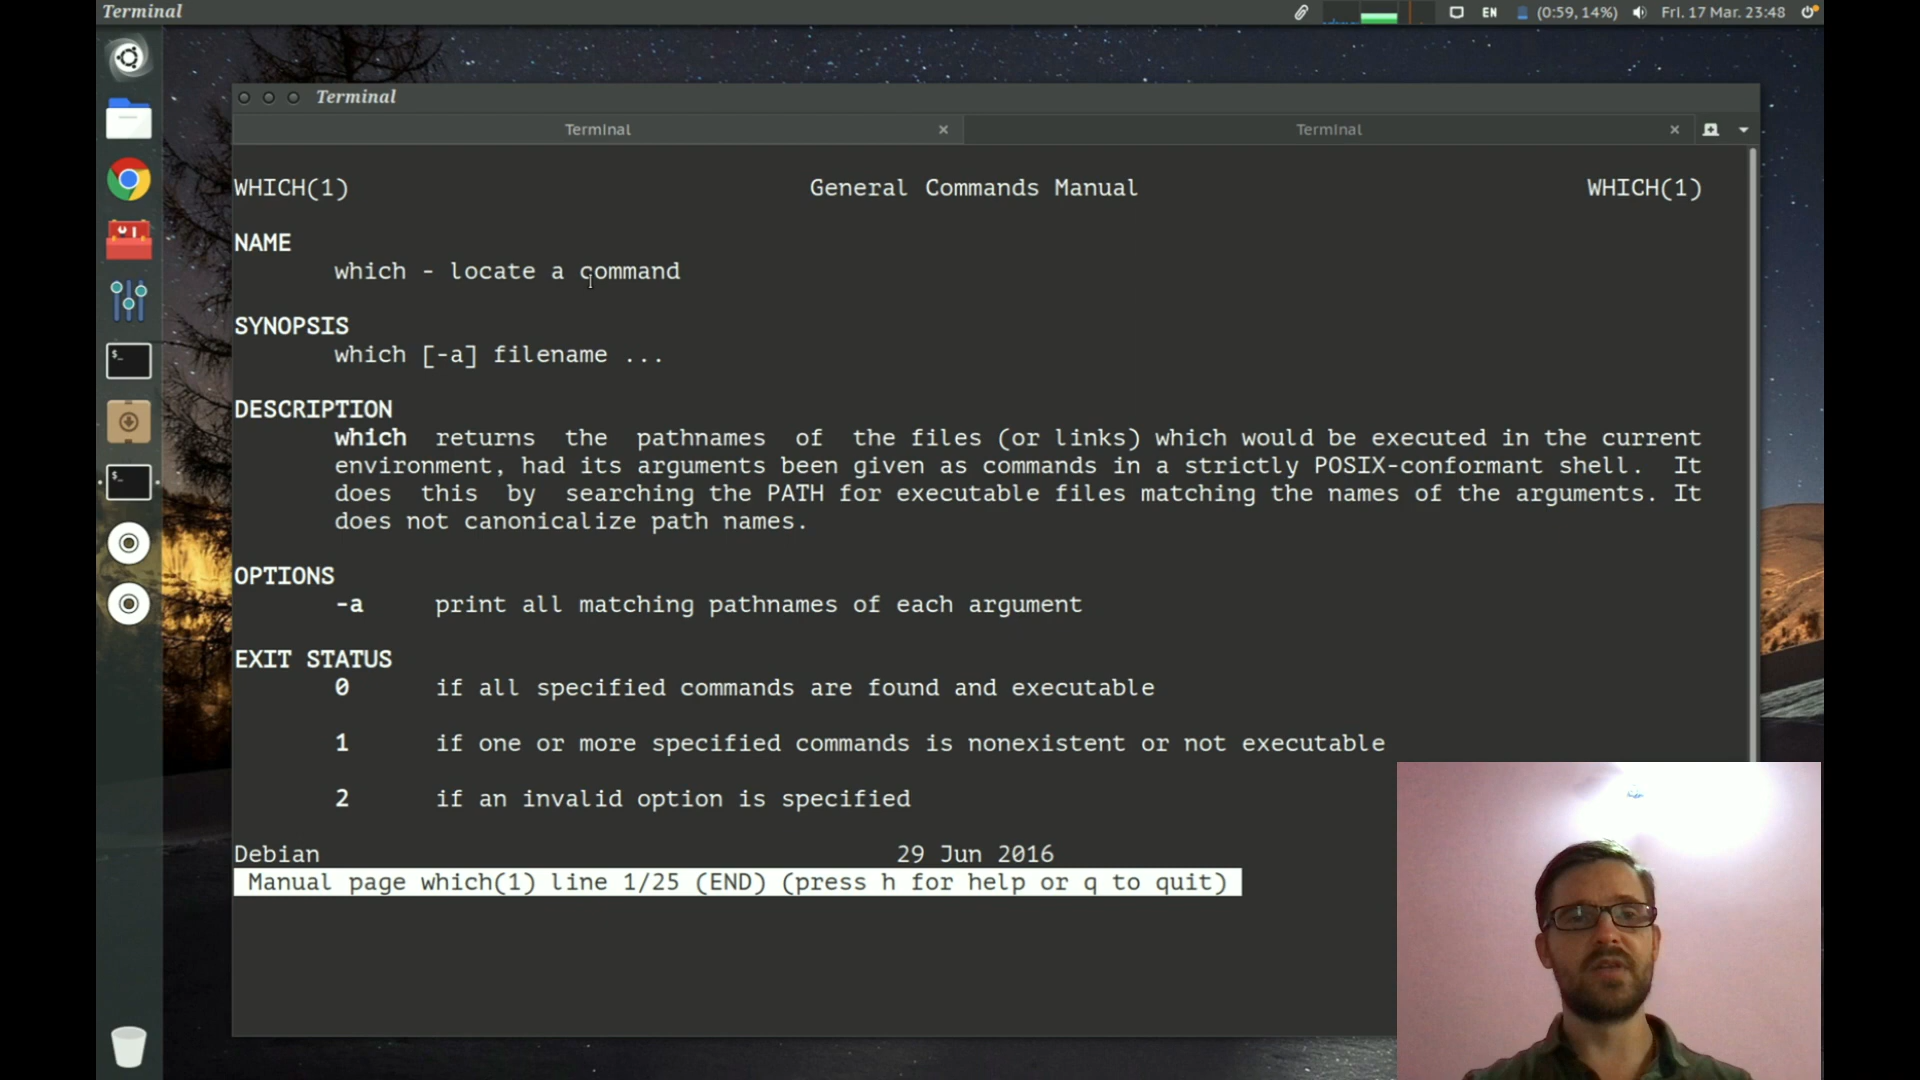 Terminal
EN (0:59, 14%) Fri. 17 Mar. 23:48
Terminal
Terminal Terminal
WHICH(1) General Commands Manual WHICH(1)
NAME
which - locate a command
SYNOPSIS
which [-a] filename ...
DESCRIPTION
which returns the pathnames of the files (or links) which would be executed in the current
environment, had its arguments been given as commands in a strictly POSIX-conformant shell. It
does this by searching the PATH for executable files matching the names of the arguments. It
does not canonicalize path names.
OPTIONS
-a print all matching pathnames of each argument
EXIT STATUS
0 if all specified commands are found and executable
1 if one or more specified commands is nonexistent or not executable
2 if an invalid option is specified
Debian 29 Jun 2016
Manual page which(1) line 1/25 (END) (press h for help or q to quit)